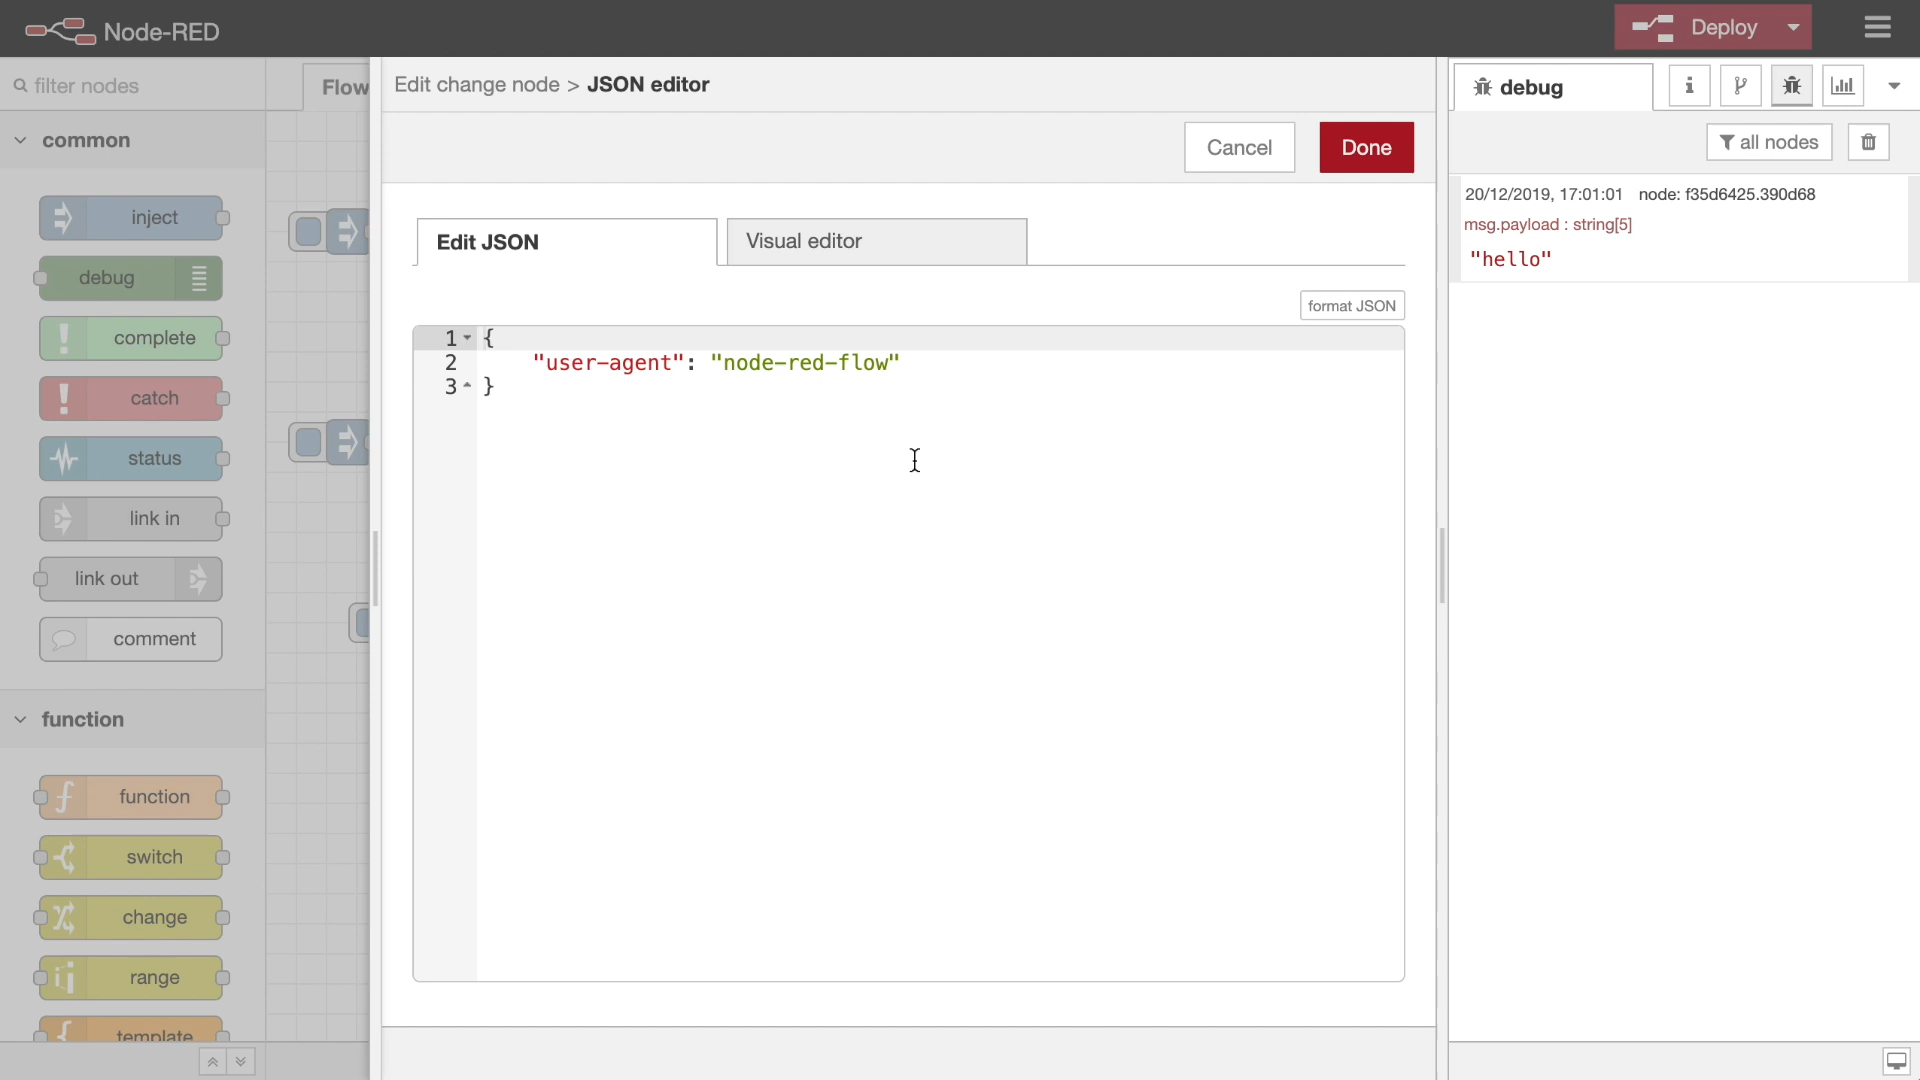 Node-RED
Deploy
filter nodes
Flow
Edit change node > JSON editor
debug
common
Cancel
Done
all nodes
20/12/2019, 17:01:01 node: f35d6425.390d68
msg.payload : string[5]
"hello"
inject
debug
complete
catch
status
link in
link out
comment
Edit JSON
Visual editor
format JSON
1 {
2 "user-agent": "node-red-flow"
3 }
function
function
switch
change
range
template